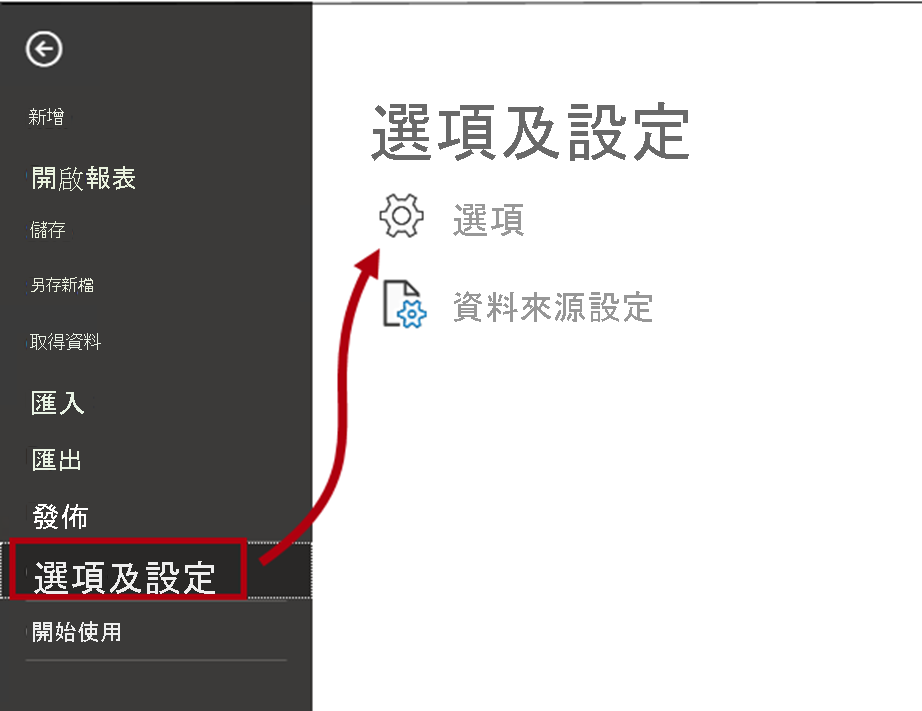 新增
開啟報表
儲存
另存新檔
取得資料
匯入
匯出
發佈
選項及設定
開始使用
選項及設定
選項
資料來源設定